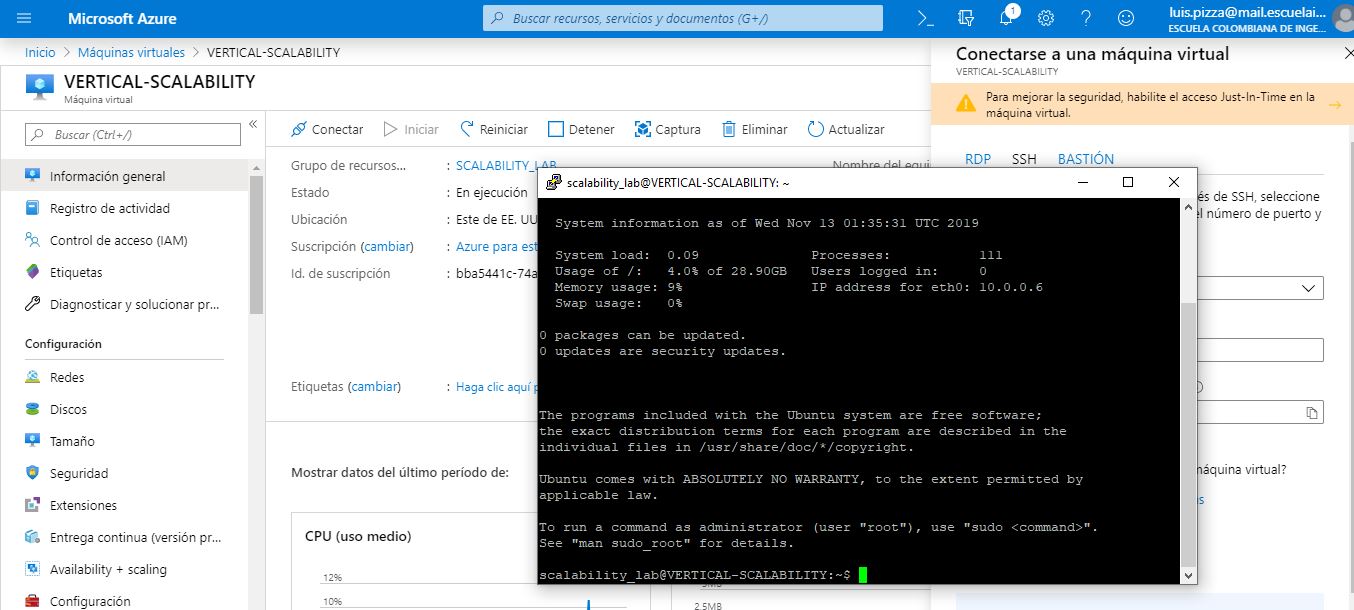 Microsoft Azure
Buscar recursos, servicios y documentos (G+/)
1
luis.pizza@mail.escuelai...
ESCUELA COLOMBIANA DE INGE...
Inicio > Máquinas virtuales > VERTICAL-SCALABILITY
VERTICAL-SCALABILITY
Máquina virtual
Buscar (Ctrl+/)
Información general
Registro de actividad
Control de acceso (IAM)
Etiquetas
Diagnosticar y solucionar pr...
Configuración
Redes
Discos
Tamaño
Seguridad
Extensiones
Entrega continua (versión pr...
Availability + scaling
Configuración
Conectar
Iniciar
Reiniciar
Detener
Captura
Eliminar
Actualizar
Grupo de recursos... : SCALABILITY_LAB
Nombre del equi
Estado : En ejecución
Ubicación : Este de EE. UU
Suscripción (cambiar) : Azure para est
Id. de suscripción : bba5441c-74a
Etiquetas (cambiar) : Haga clic aquí p
Mostrar datos del último período de:
CPU (uso medio)
12%
10%
2.5MB
Conectarse a una máquina virtual
VERTICAL-SCALABILITY
Para mejorar la seguridad, habilite el acceso Just-In-Time en la
máquina virtual.
RDP SSH BASTIÓN
és de SSH, seleccione
el número de puerto y
máquina virtual?
scalability_lab@VERTICAL-SCALABILITY: ~
System information as of Wed Nov 13 01:35:31 UTC 2019
System load: 0.09 Processes: 111
Usage of /: 4.0% of 28.90GB Users logged in: 0
Memory usage: 9% IP address for eth0: 10.0.0.6
Swap usage: 0%
0 packages can be updated.
0 updates are security updates.
The programs included with the Ubuntu system are free software;
the exact distribution terms for each program are described in the
individual files in /usr/share/doc/*/copyright.
Ubuntu comes with ABSOLUTELY NO WARRANTY, to the extent permitted by
applicable law.
To run a command as administrator (user "root"), use "sudo <command>".
See "man sudo_root" for details.
scalability_lab@VERTICAL-SCALABILITY:~$